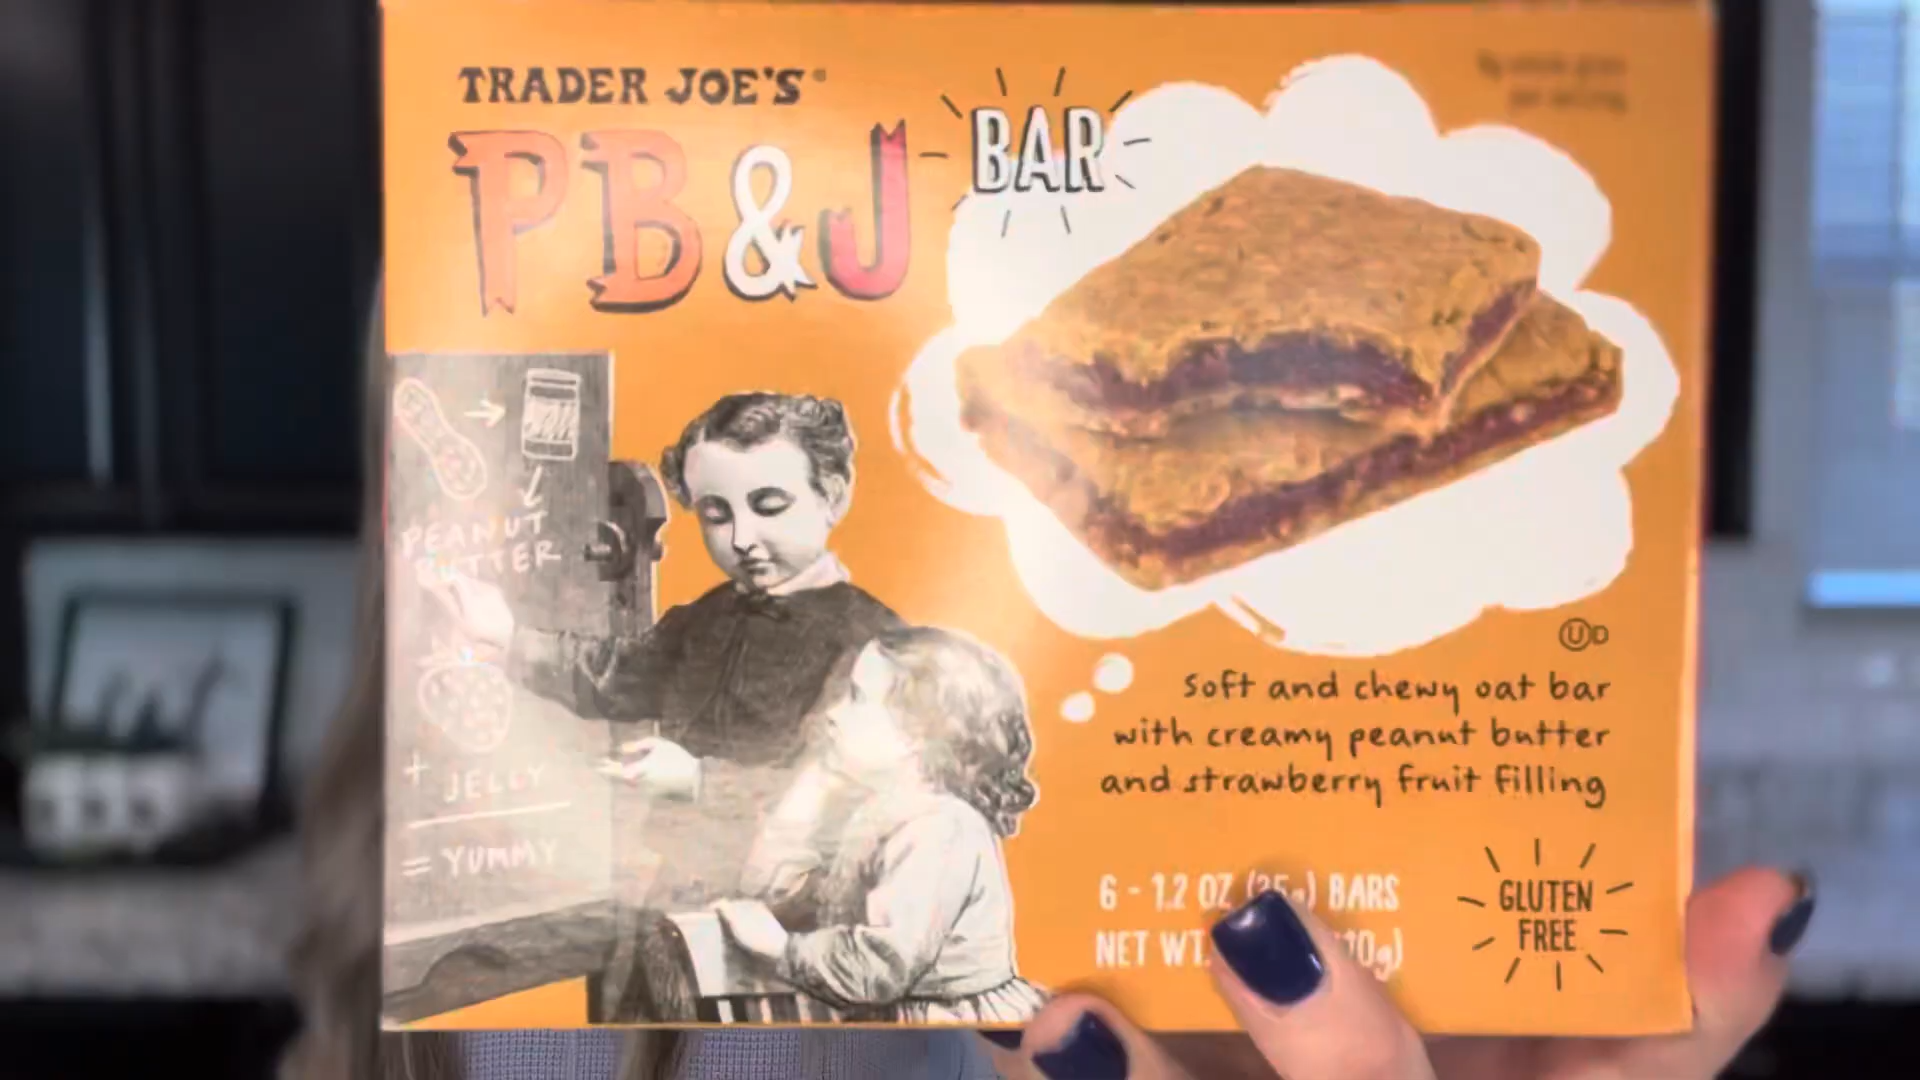 TRADER JOE'S®
PB&J BAR
PEANUT
BUTTER
+ JELLY
= YUMMY
U D
soft and chewy oat bar
with creamy peanut butter
and strawberry fruit filling
6 - 1.2 OZ (35g) BARS
NET WT.
GLUTEN
FREE